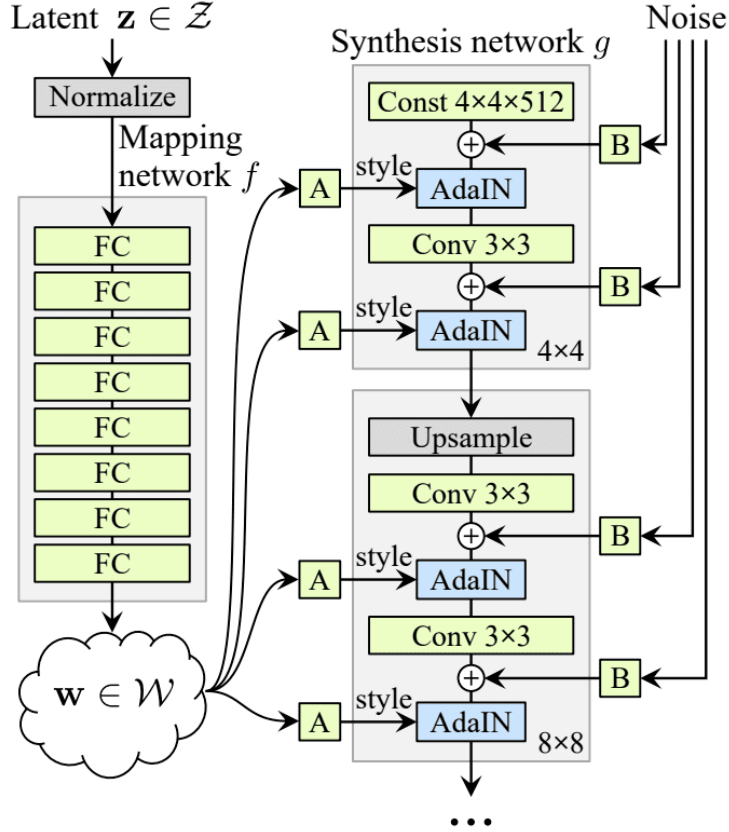 Latent z ∈ 𝒵
Normalize
Mapping
network f
FC
FC
FC
FC
FC
FC
FC
FC
w ∈ 𝒲
Synthesis network g
Noise
Const 4×4×512
+
B
A
style
AdaIN
Conv 3×3
+
B
A
style
AdaIN
4×4
Upsample
Conv 3×3
+
B
A
style
AdaIN
Conv 3×3
+
B
A
style
AdaIN
8×8
...